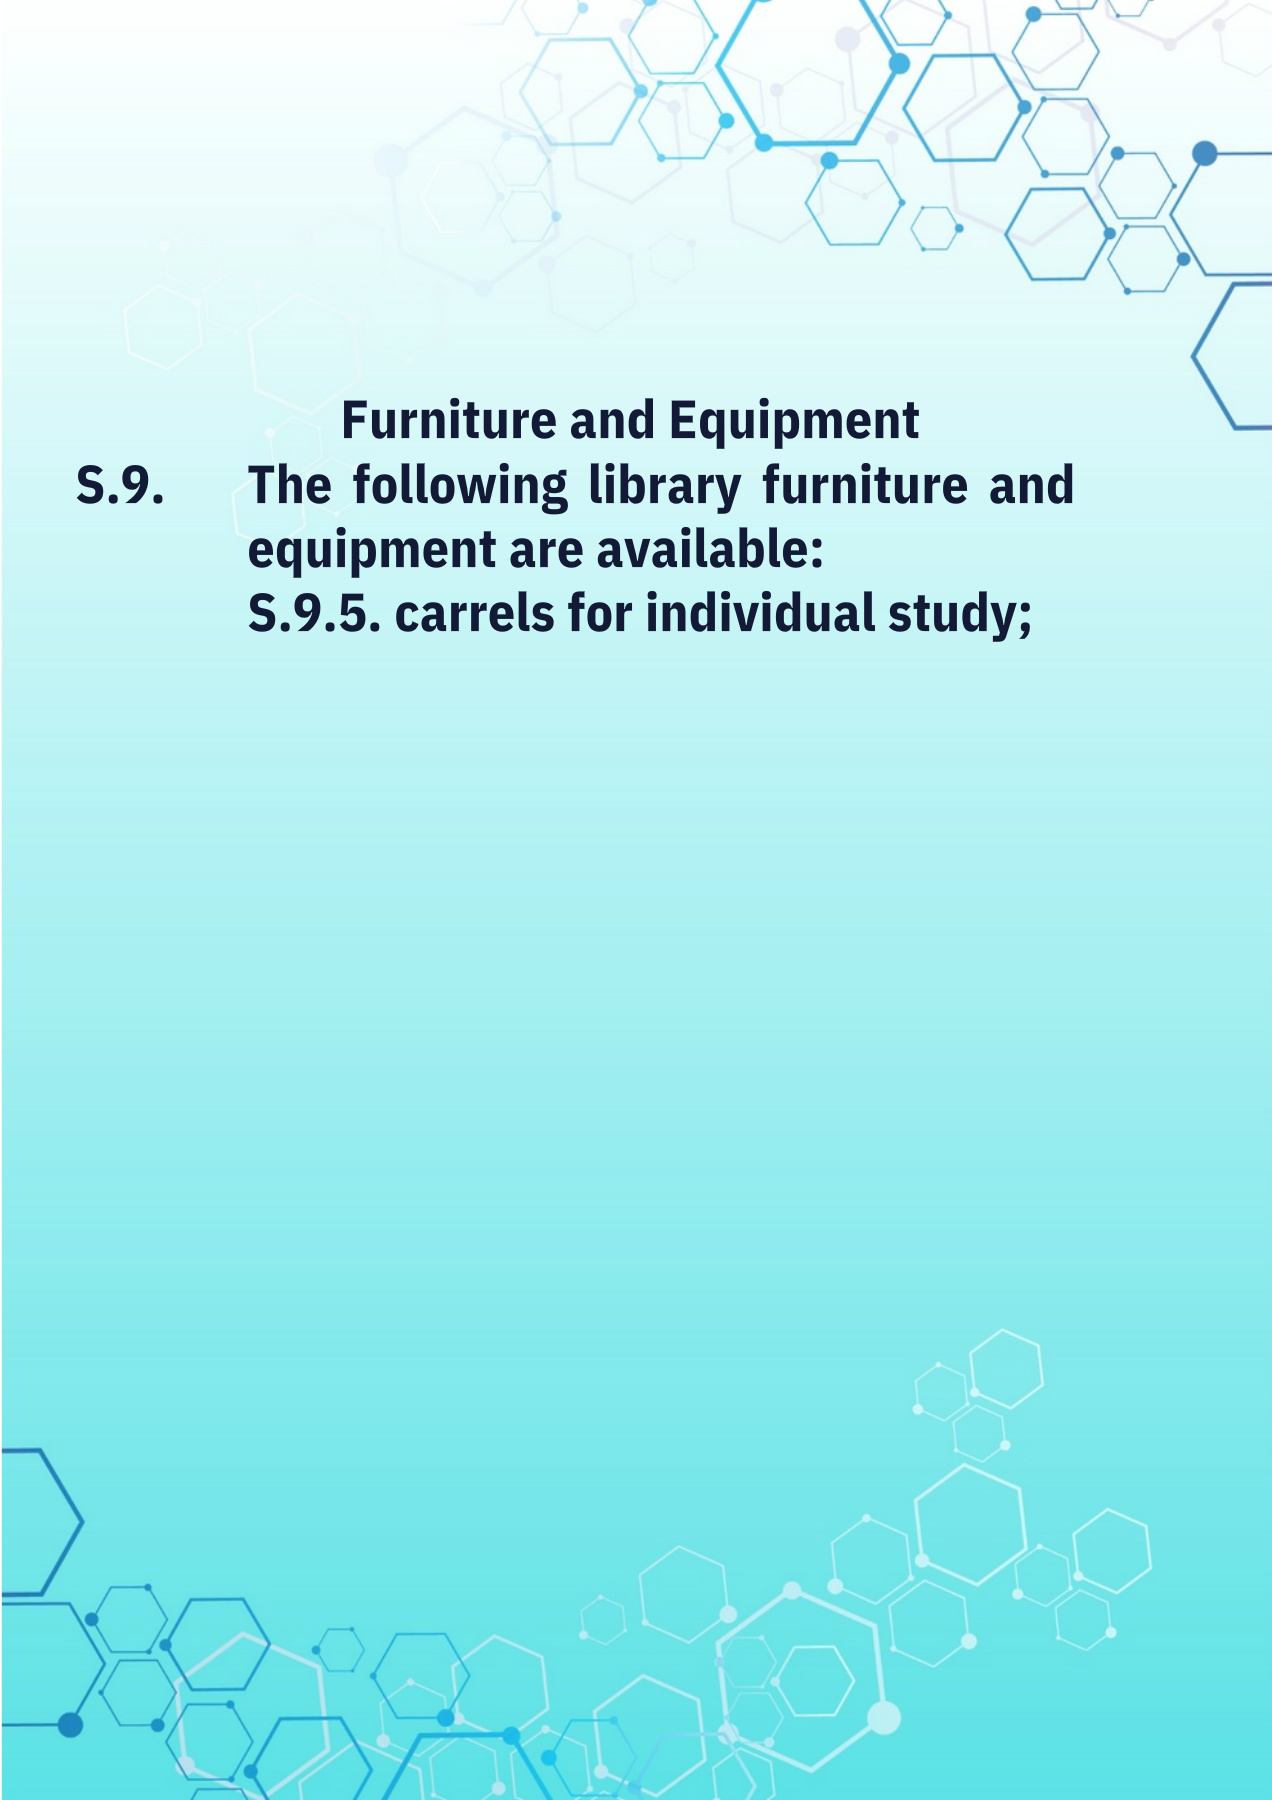 Furniture and Equipment
S.9. The following library furniture and
equipment are available:
S.9.5. carrels for individual study;